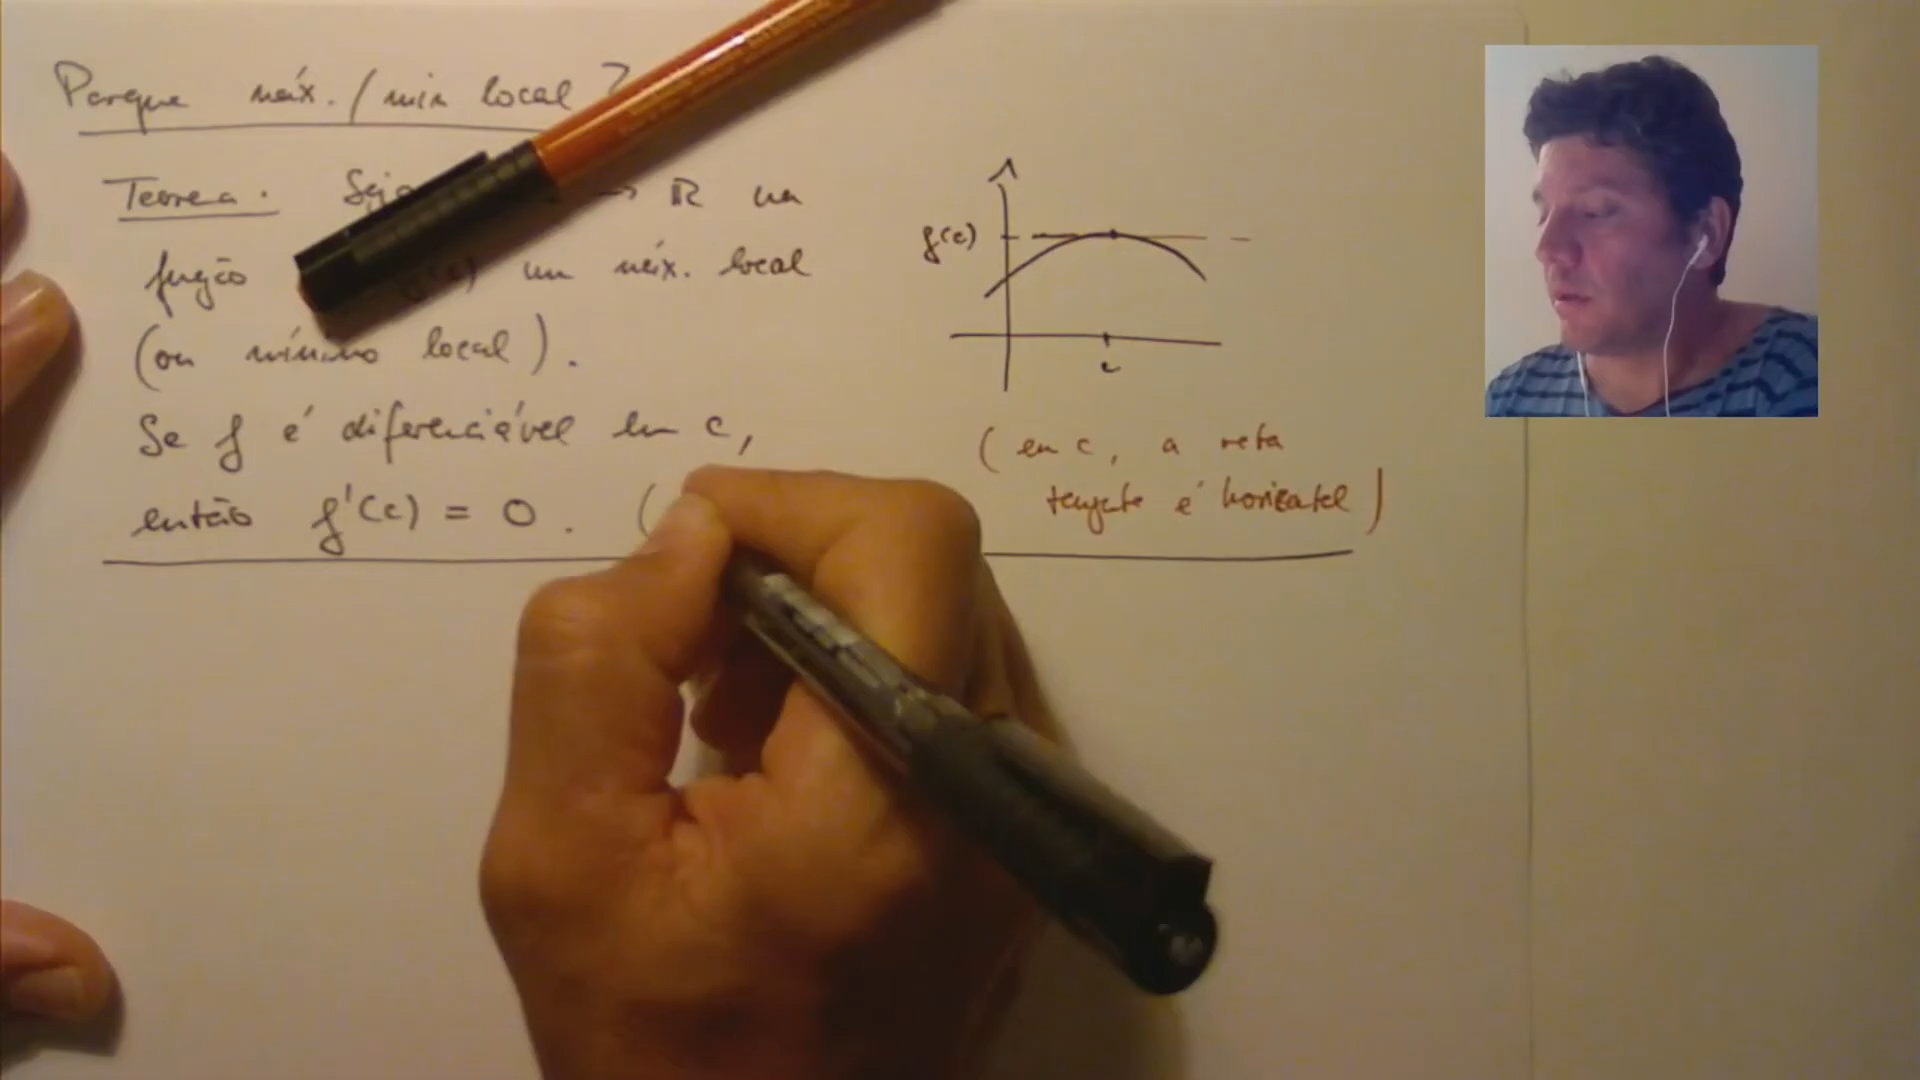 Porque máx. / min local ?
Teorema. Seja → ℝ uma
função f(c) um máx. local
(ou mínimo local).
Se f é diferenciável em c,
então f'(c) = 0. (
f(c)
c
(em c, a reta
tangente é horizontal)